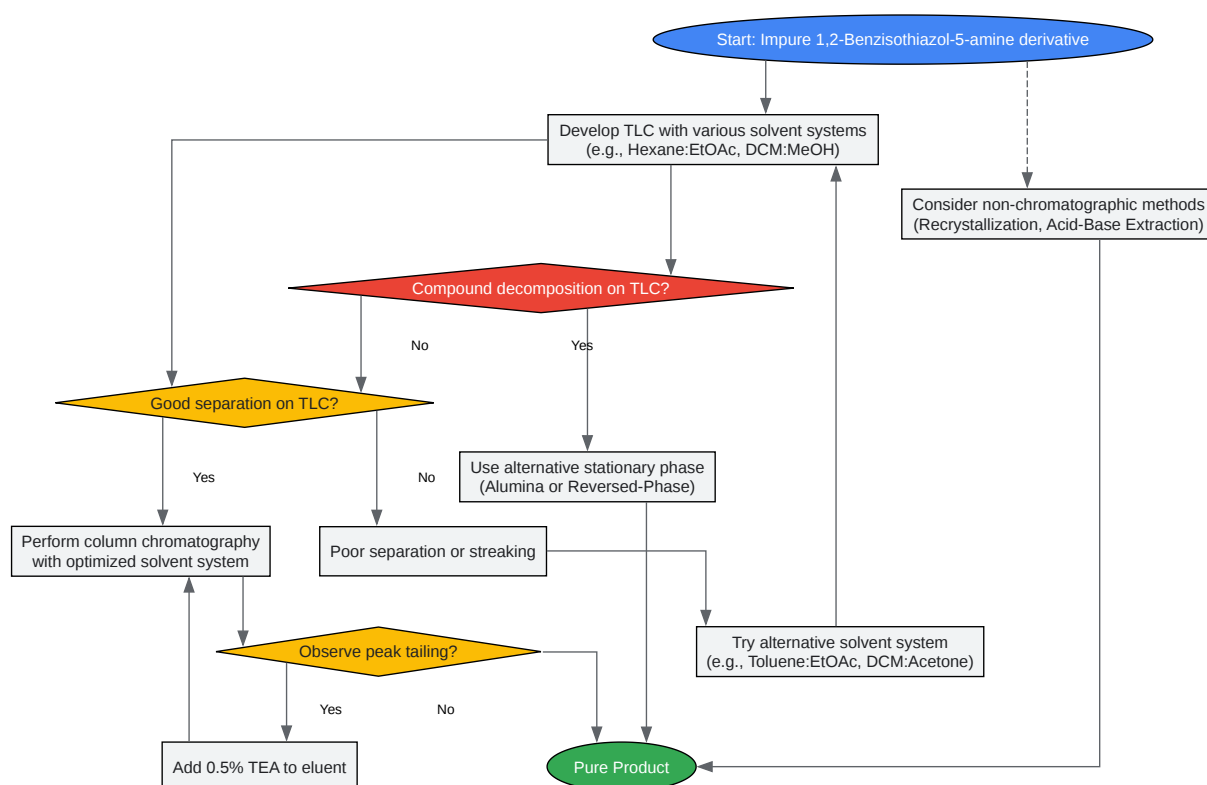 Start: Impure 1,2-Benzisothiazol-5-amine derivative
Develop TLC with various solvent systems
(e.g., Hexane:EtOAc, DCM:MeOH)
Consider non-chromatographic methods
(Recrystallization, Acid-Base Extraction)
Compound decomposition on TLC?
No
Yes
Good separation on TLC?
Yes
No
Use alternative stationary phase
(Alumina or Reversed-Phase)
Perform column chromatography
with optimized solvent system
Poor separation or streaking
Try alternative solvent system
(e.g., Toluene:EtOAc, DCM:Acetone)
Observe peak tailing?
Yes
No
Add 0.5% TEA to eluent
Pure Product